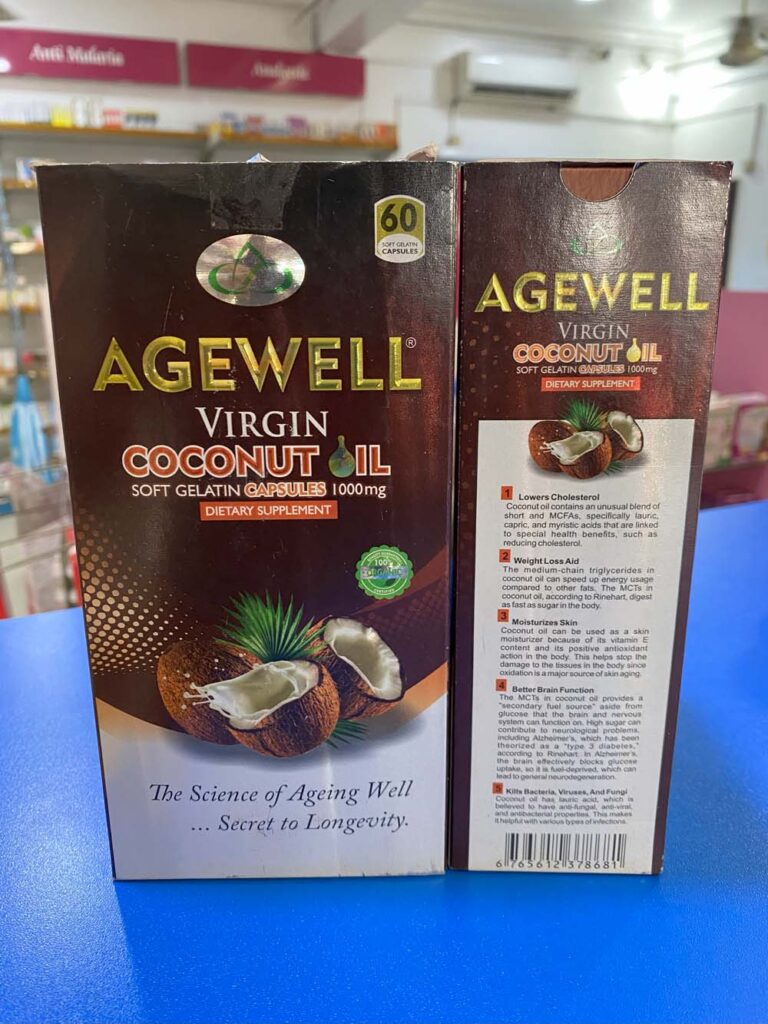 Anti Malaria
60
SOFT GELATIN
CAPSULES
AGEWELL®
VIRGIN
COCONUT OIL
SOFT GELATIN CAPSULES 1000mg
DIETARY SUPPLEMENT
100%
ORGANIC
The Science of Ageing Well
... Secret to Longevity.
AGEWELL
VIRGIN
COCONUT OIL
SOFT GELATIN CAPSULES 1000mg
DIETARY SUPPLEMENT
1 Lowers Cholesterol
Coconut oil contains an unusual blend of
short and MCFAs, specifically lauric,
capric, and myristic acids that are linked
to special health benefits, such as
reducing cholesterol.
2 Weight Loss Aid
The medium-chain triglycerides in
coconut oil can speed up energy usage
compared to other fats. The MCTs in
coconut oil, according to Rinehart, digest
as fast as sugar in the body.
3 Moisturizes Skin
Coconut oil can be used as a skin
moisturizer because of its vitamin E
content and its positive antioxidant
action in the body. This helps stop the
damage to the tissues in the body since
oxidation is a major source of skin aging.
4 Better Brain Function
The MCTs in coconut oil provides a
"secondary fuel source" aside from
glucose that the brain and nervous
system can function on. High sugar can
contribute to neurological problems,
including Alzheimer's, which has been
theorized as a "type 3 diabetes,"
according to Rinehart. In Alzheimer's,
the brain effectively blocks glucose
uptake, so it is fuel-deprived, which can
lead to general neurodegeneration.
5 Kills Bacteria, Viruses, And Fungi
Coconut oil has lauric acid, which is
believed to have anti-fungal, anti-viral,
and antibacterial properties. This makes
it helpful with various types of infections.
6 765612 378681